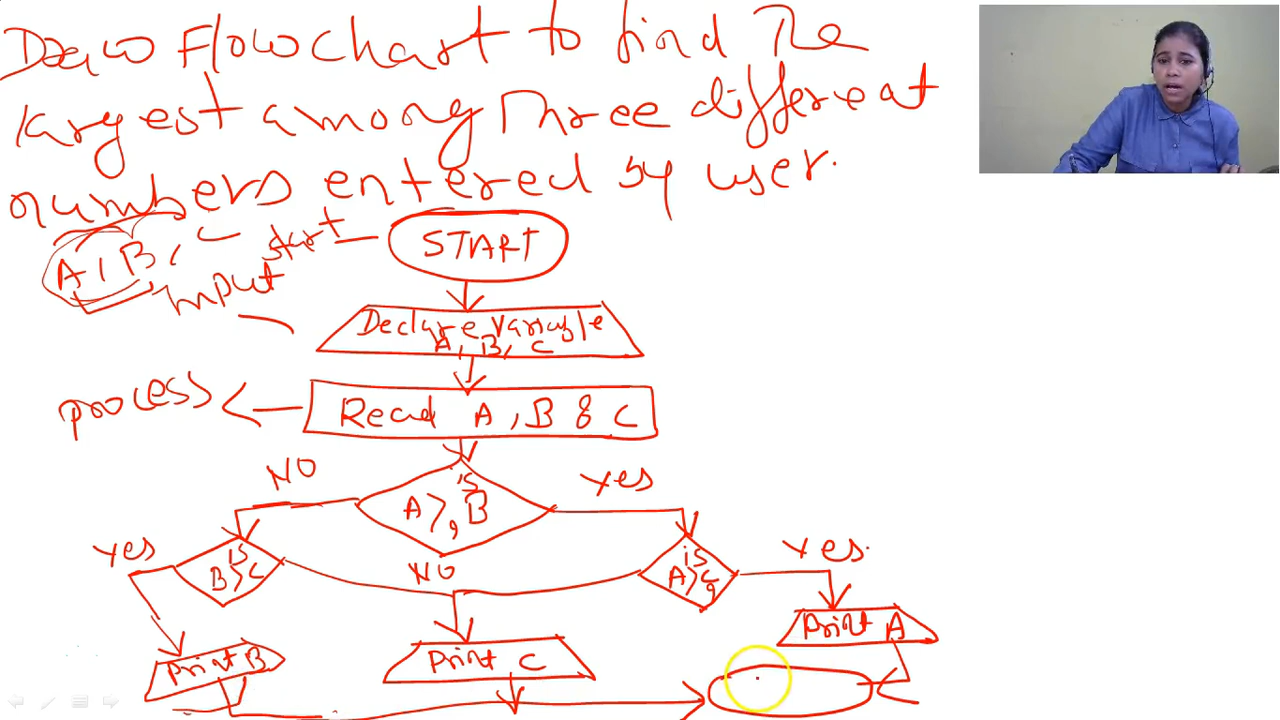 Draw Flowchart to find The
largest among Three different
numbers entered by user.
A, B, C
start
START
Input
Declare Variable
A, B, C
process
Read A, B & C
NO
is
A > B
Yes
Yes
is
B > C
NO
is
A > C
Yes.
Print B
Print C
Print A